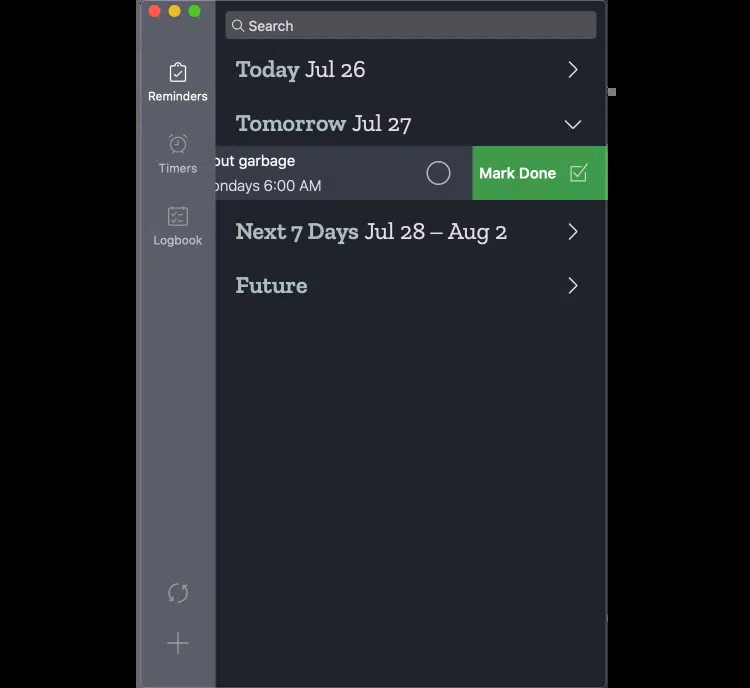 Search
Today Jul 26
Reminders
Tomorrow Jul 27
Timers
out garbage
ondays 6:00 AM
Mark Done
Logbook
Next 7 Days Jul 28 – Aug 2
Future